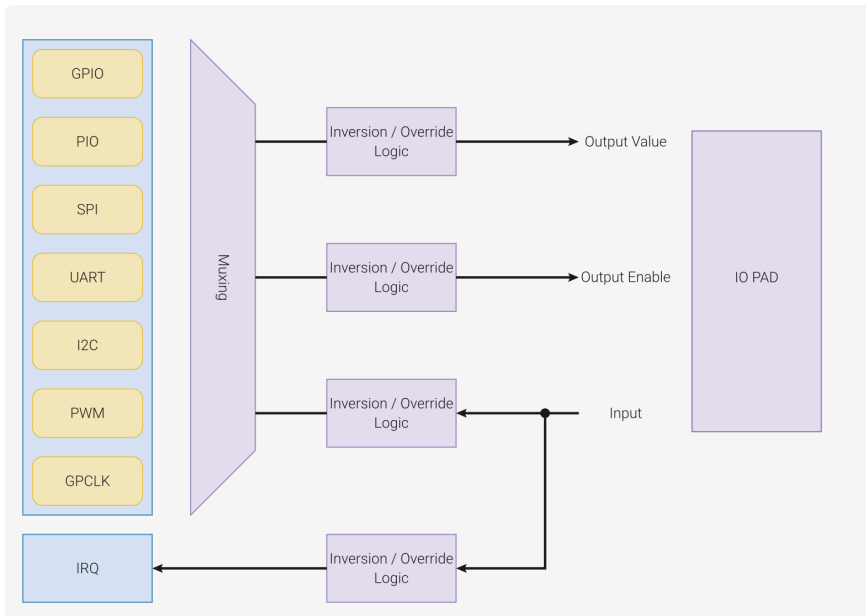 GPIO
PIO
SPI
UART
I2C
PWM
GPCLK
IRQ
Muxing
Inversion / Override
Logic
Output Value
Inversion / Override
Logic
Output Enable
Inversion / Override
Logic
Input
Inversion / Override
Logic
IO PAD